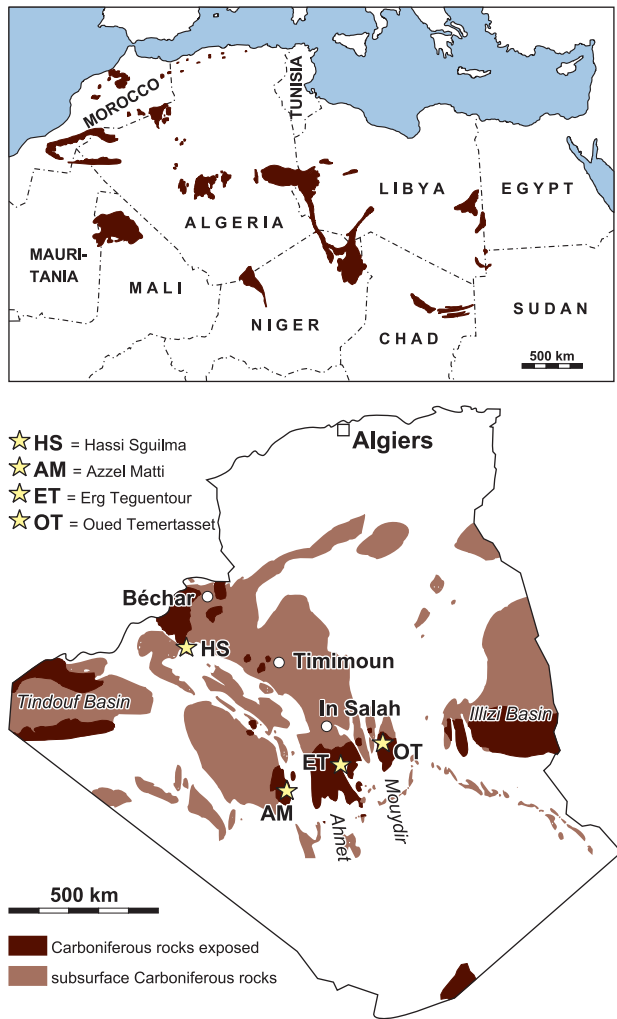 MOROCCO
TUNISIA
ALGERIA
LIBYA
EGYPT
MAURI-
TANIA
MALI
NIGER
CHAD
SUDAN
500 km
HS = Hassi Sguilma
AM = Azzel Matti
ET = Erg Teguentour
OT = Oued Temertasset
Algiers
Béchar
HS
Timimoun
Tindouf Basin
In Salah
Illizi Basin
OT
ET
AM
Ahnet
Mouydir
500 km
Carboniferous rocks exposed
subsurface Carboniferous rocks